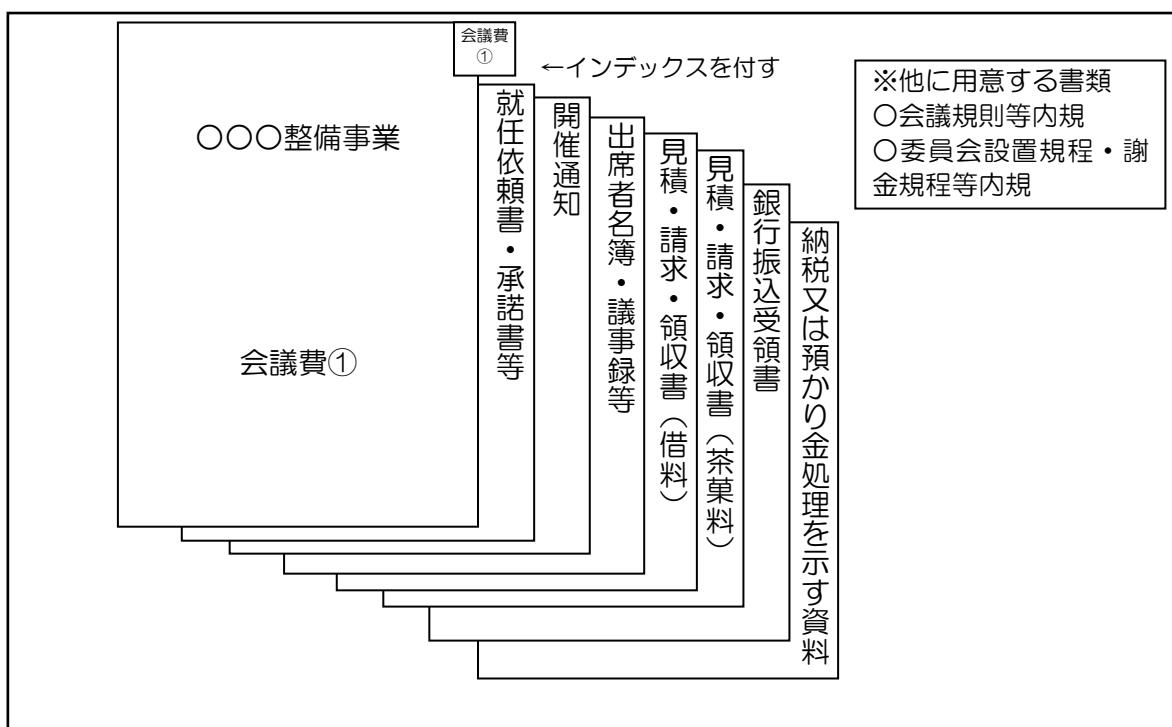 会議費
①
←インデックスを付す
〇〇〇整備事業
会議費①
就任依頼書・承諾書等
開催通知
出席者名簿・議事録等
見積・請求・領収書（借料）
見積・請求・領収書（茶菓料）
銀行振込受領書
納税又は預かり金処理を示す資料
※他に用意する書類
〇会議規則等内規
〇委員会設置規程・謝
金規程等内規